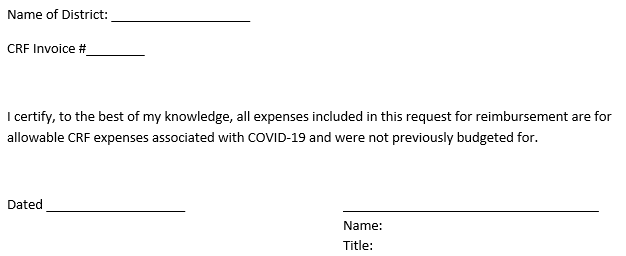 Name of District: ____________________
CRF Invoice #________
I certify, to the best of my knowledge, all expenses included in this request for reimbursement are for
allowable CRF expenses associated with COVID-19 and were not previously budgeted for.
Dated ____________________ _____________________________________
Name:
Title: